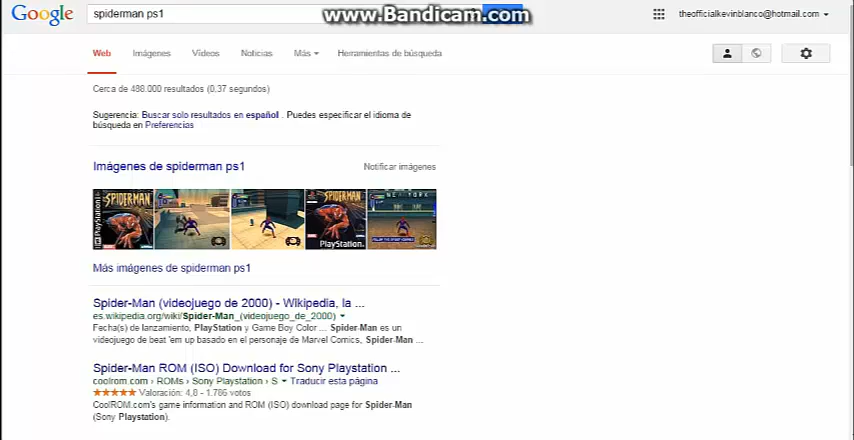 www.Bandicam.com
Google spiderman ps1 theofficialkevinblanco@hotmail.com
Web Imágenes Vídeos Noticias Más Herramientas de búsqueda
Cerca de 488.000 resultados (0,37 segundos)
Sugerencia: Buscar solo resultados en español . Puedes especificar el idioma de
búsqueda en Preferencias
Imágenes de spiderman ps1 Notificar imágenes
SPIDERMAN
PlayStation
SPIDERMAN
PlayStation
Más imágenes de spiderman ps1
Spider-Man (videojuego de 2000) - Wikipedia, la ...
es.wikipedia.org/wiki/Spider-Man_(videojuego_de_2000)
Fecha(s) de lanzamiento, PlayStation y Game Boy Color ... Spider-Man es un
videojuego de beat 'em up basado en el personaje de Marvel Comics, Spider-Man ...
Spider-Man ROM (ISO) Download for Sony Playstation ...
coolrom.com › ROMs › Sony Playstation › S Traducir esta página
Valoración: 4,8 - 1.786 votos
CoolROM.com's game information and ROM (ISO) download page for Spider-Man
(Sony Playstation).